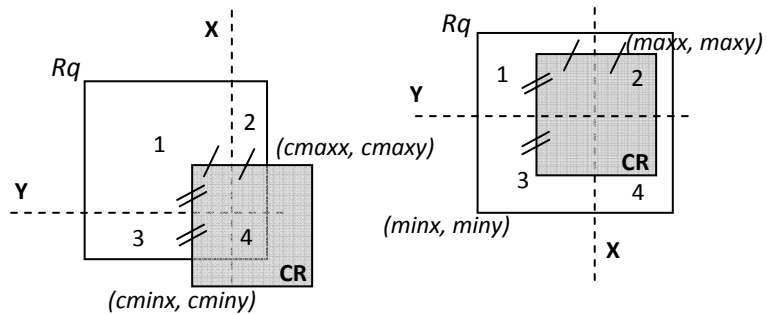 X
Rq
1
2
(cmaxx, cmaxy)
Y
3
4
CR
(cminx, cminy)
Rq
(maxx, maxy)
1
2
Y
CR
3
4
(minx, miny)
X